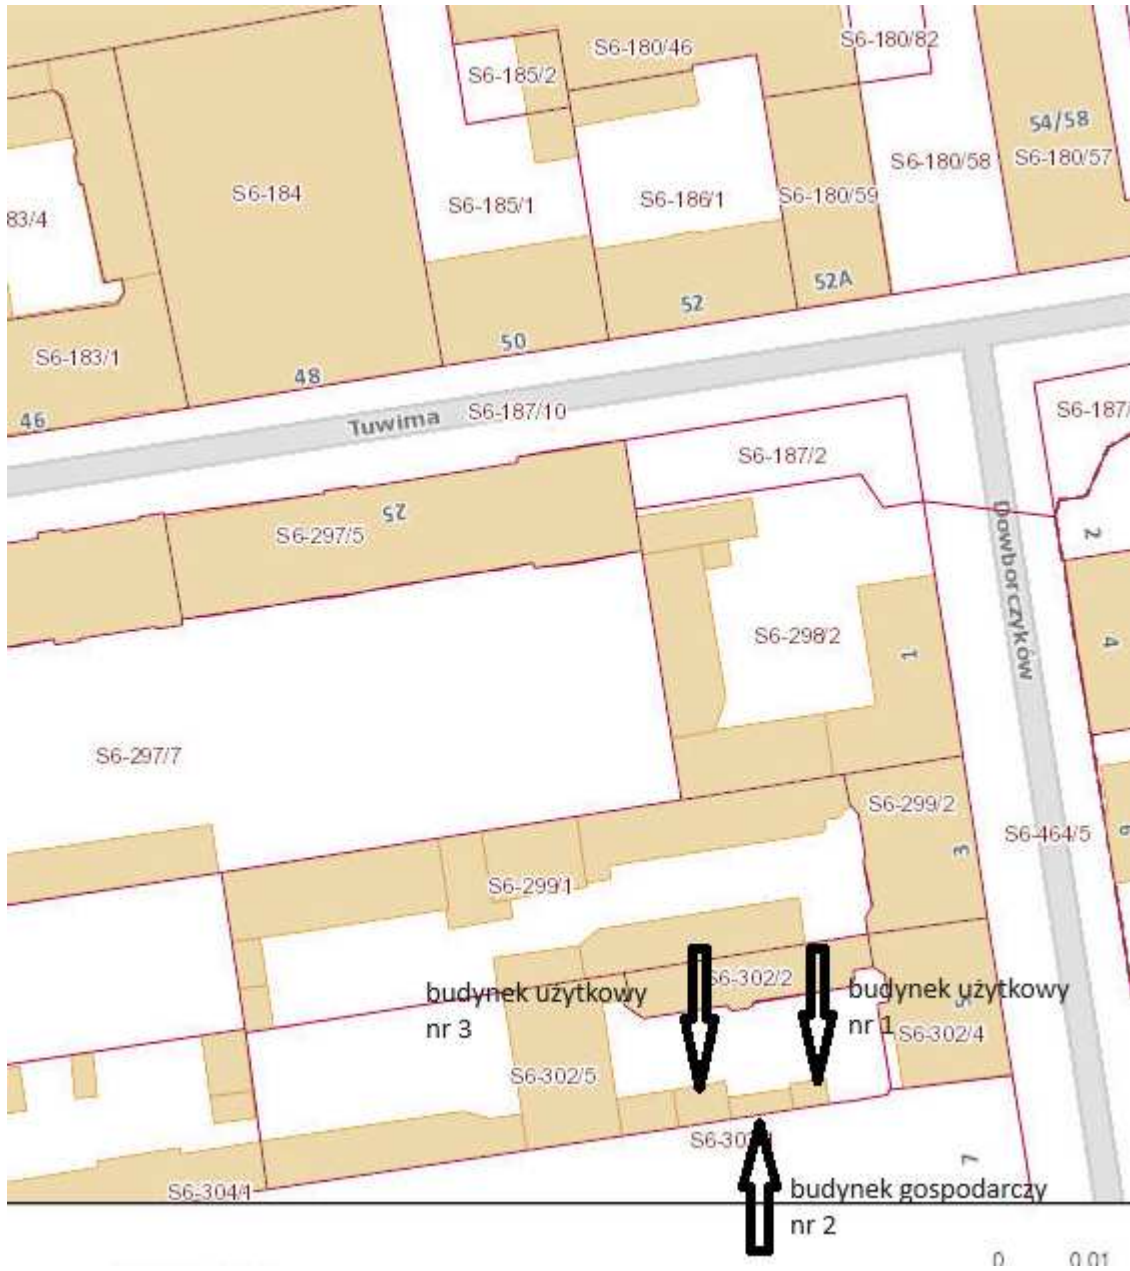 S6-180/46
S6-180/82
S6-185/2
54/58
S6-180/58
S6-180/57
S6-184
S6-185/1
S6-186/1
S6-180/59
83/4
52A
52
50
S6-183/1
48
46
Tuwima
S6-187/10
S6-187/
S6-187/2
25
S6-297/5
Dowborczyków
2
S6-298/2
1
4
S6-297/7
S6-299/2
S6-464/5
3
6
S6-299/1
S6-302/2
budynek użytkowy
nr 3
budynek użytkowy
nr 1
5
S6-302/4
S6-302/5
7
S6-304/1
budynek gospodarczy
nr 2
0 0.01